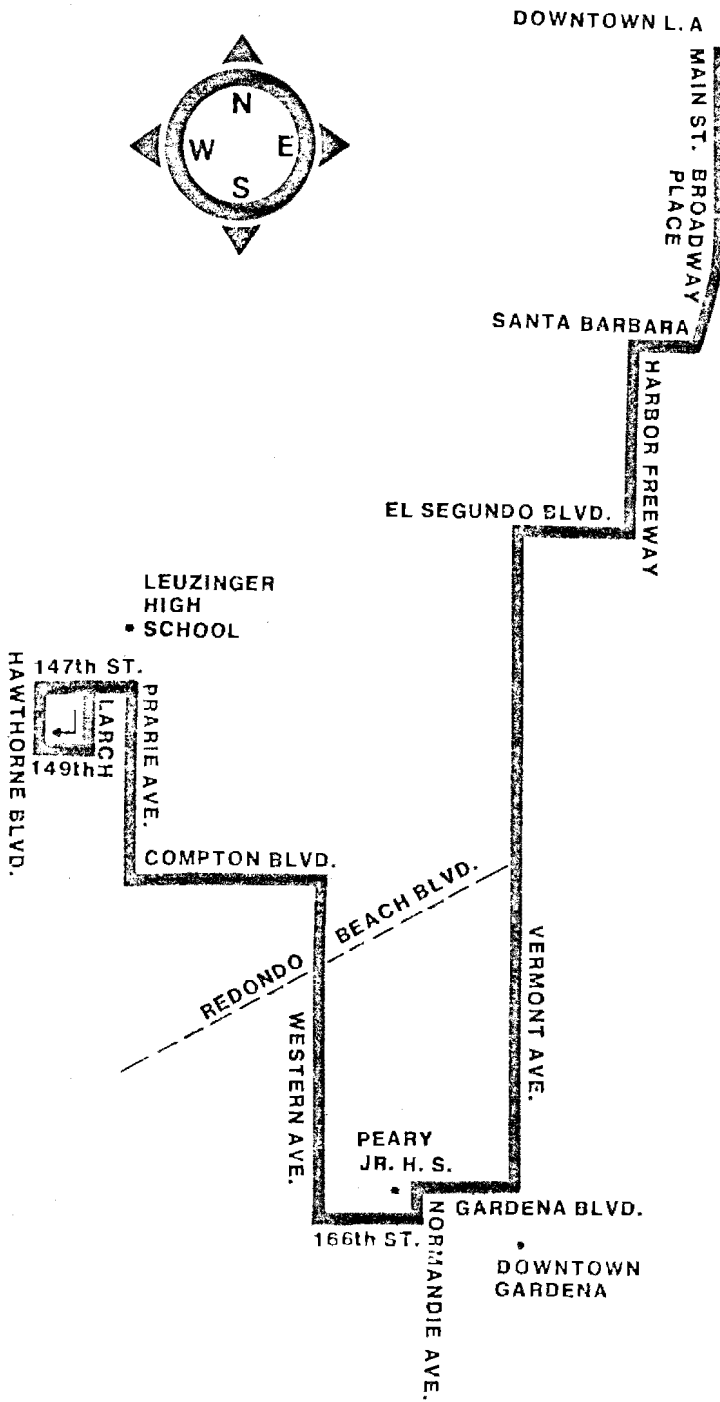 DOWNTOWN L. A
MAIN ST. BROADWAY
PLACE
N
W E
S
SANTA BARBARA
HARBOR FREEWAY
EL SEGUNDO BLVD.
LEUZINGER
HIGH
SCHOOL
147th ST.
HAWTHORNE BLVD.
LARCH
PRARIE AVE.
149th
COMPTON BLVD.
REDONDO BEACH BLVD.
VERMONT AVE.
WESTERN AVE.
PEARY
JR. H. S.
GARDENA BLVD.
166th ST.
NORMANDIE AVE.
DOWNTOWN
GARDENA